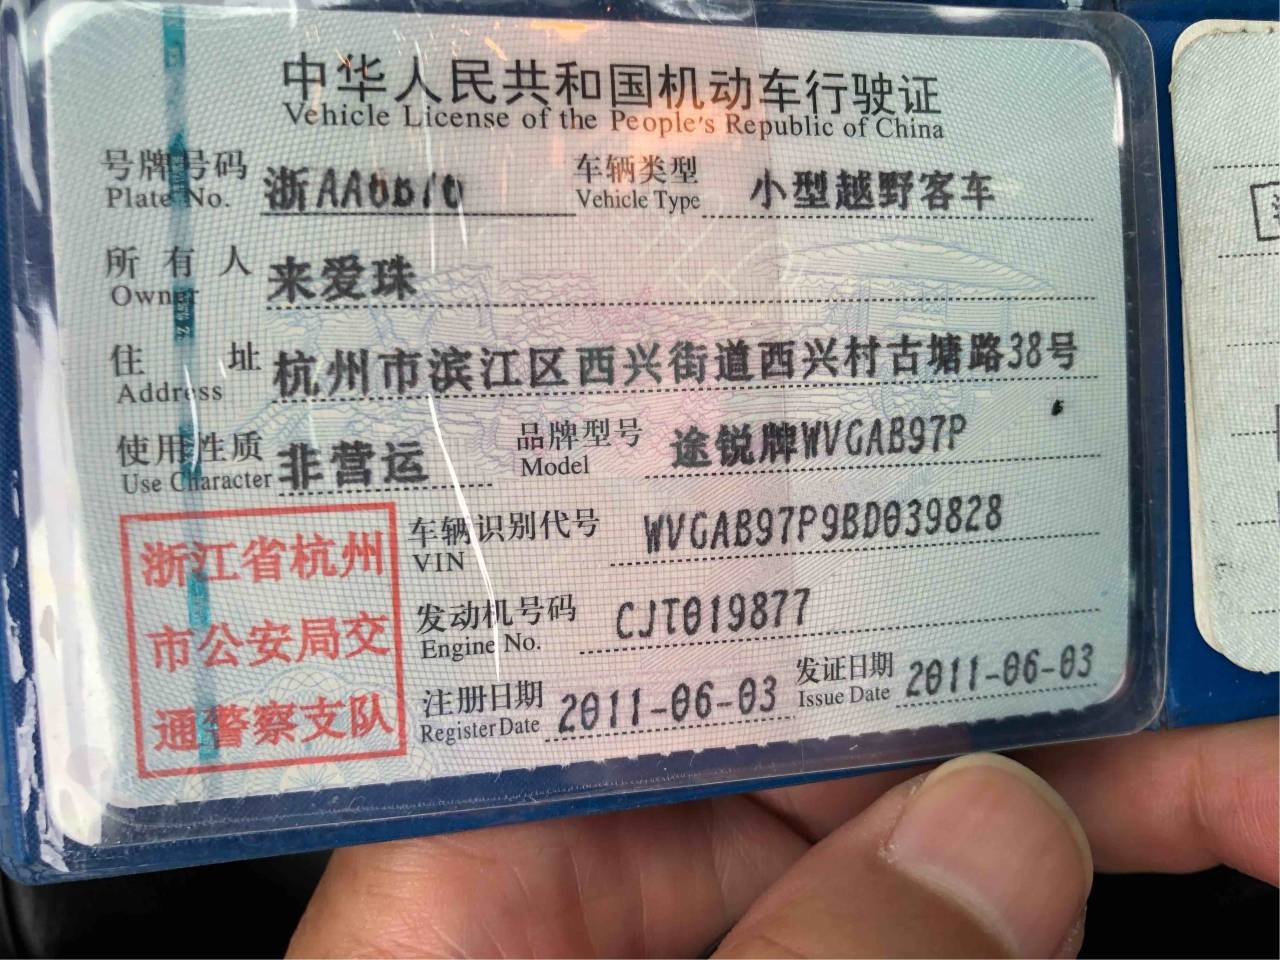 中华人民共和国机动车行驶证
Vehicle License of the People's Republic of China
号牌号码 车辆类型 小型越野客车
Plate No. Vehicle Type
所有人 来爱珠
Owner
住址 杭州市滨江区西兴街道西兴村古塘路38号
Address
使用性质 非营运 品牌型号 途锐牌WVGAB97P
Use Character Model
车辆识别代号 WVGAB97P9BD039828
VIN
发动机号码 CJT019877
Engine No.
注册日期 2011-06-03 发证日期 2011-06-03
Register Date Issue Date
浙江省杭州
市公安局交
通警察支队